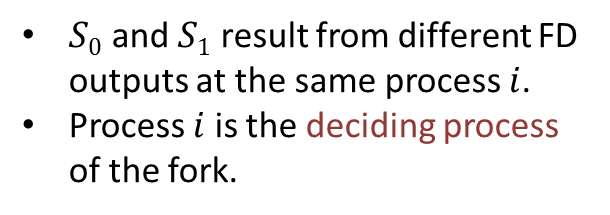 • 𝑆₀ and 𝑆₁ result from different FD
outputs at the same process 𝑖.
• Process 𝑖 is the deciding process
of the fork.